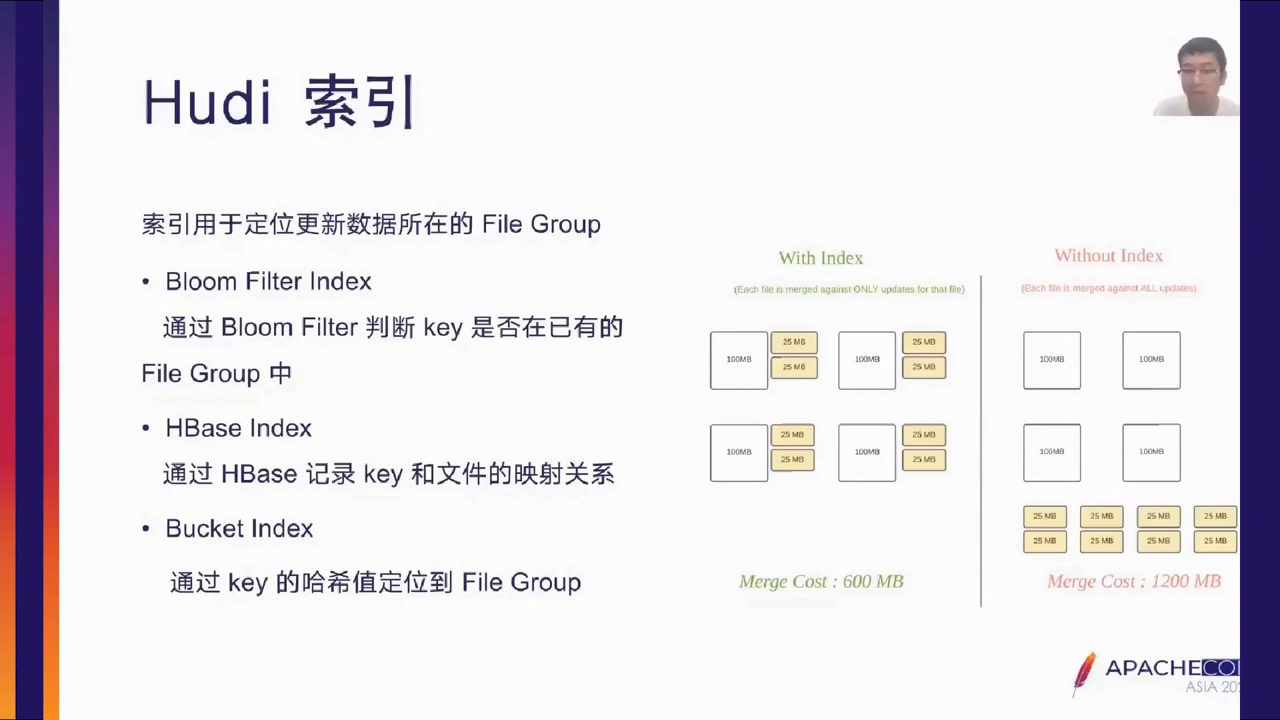 Hudi 索引
索引用于定位更新数据所在的 File Group
• Bloom Filter Index
通过 Bloom Filter 判断 key 是否在已有的
File Group 中
• HBase Index
通过 HBase 记录 key 和文件的映射关系
• Bucket Index
通过 key 的哈希值定位到 File Group
With Index
(Each file is merged against ONLY updates for that file)
100MB 25 MB 100MB 25 MB
25 MB 25 MB
100MB 25 MB 100MB 25 MB
25 MB 25 MB
Merge Cost : 600 MB
Without Index
(Each file is merged against ALL updates)
100MB 100MB
100MB 100MB
25 MB 25 MB 25 MB 25 MB
25 MB 25 MB 25 MB 25 MB
Merge Cost : 1200 MB
APACHECO
ASIA 20